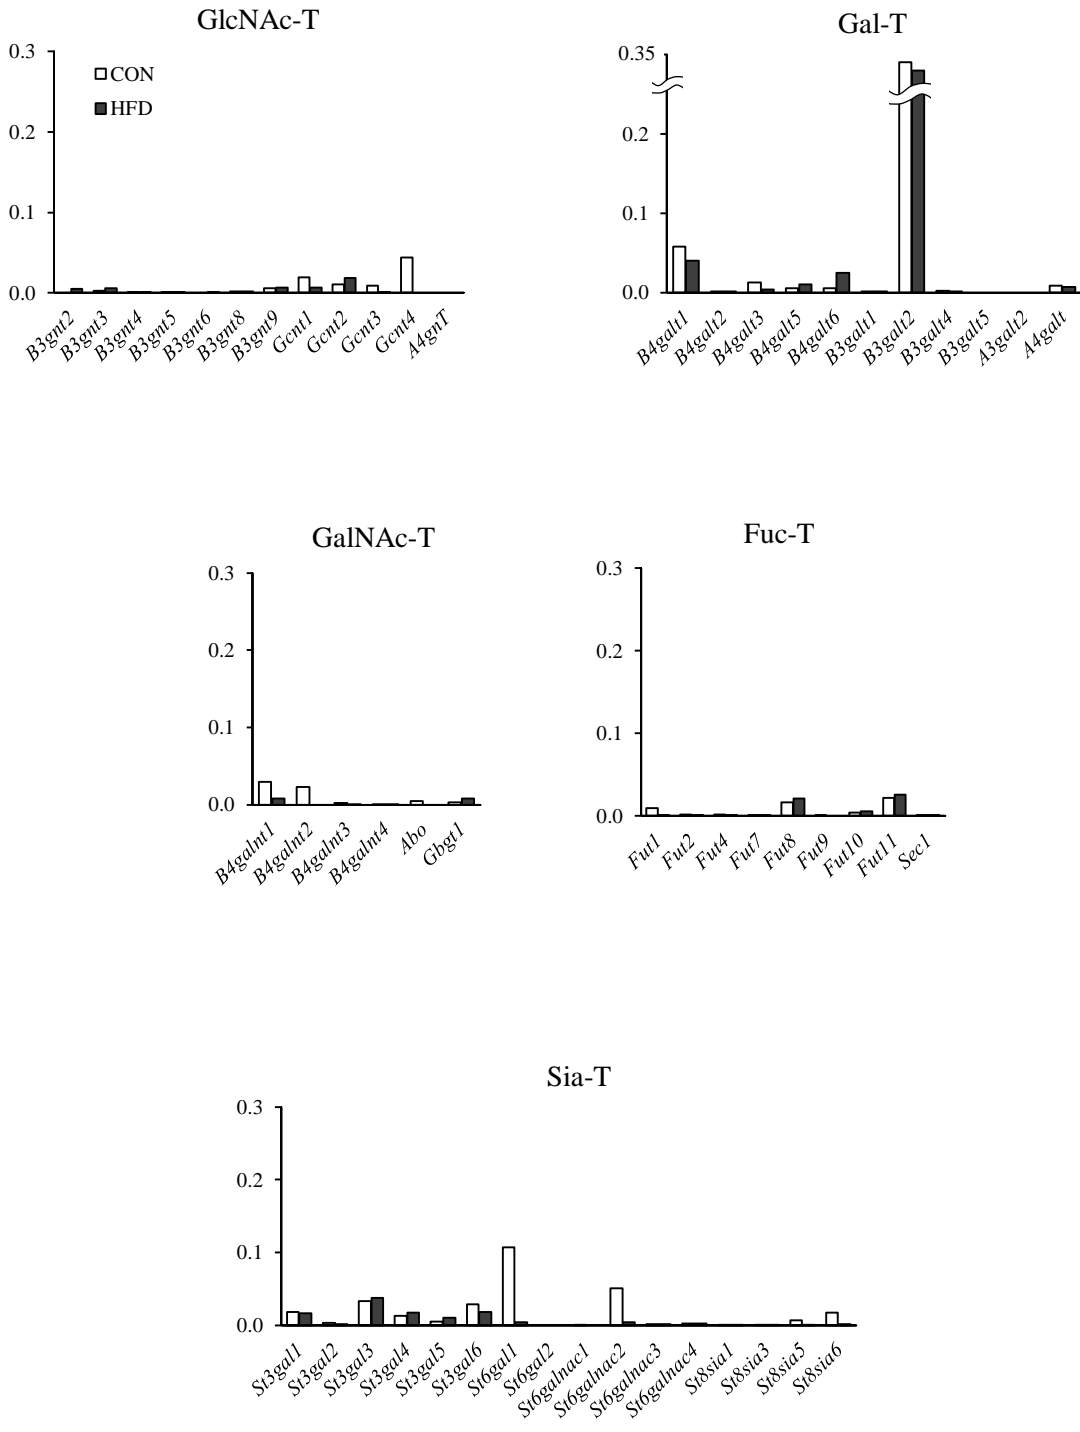 GlcNAc-T
0.3
0.2
0.1
0.0
CON
HFD
B3gnt2 B3gnt3 B3gnt4 B3gnt5 B3gnt6 B3gnt8 B3gnt9 Gcnt1 Gcnt2 Gcnt3 Gcnt4 A4gnT
Gal-T
0.35
0.2
0.1
0.0
B4galt1 B4galt2 B4galt3 B4galt5 B4galt6 B3galt1 B3galt2 B3galt4 B3galt5 A3galt2 A4galt
GalNAc-T
0.3
0.2
0.1
0.0
B4galnt1 B4galnt2 B4galnt3 B4galnt4 Abo Gbgt1
Fuc-T
0.3
0.2
0.1
0.0
Fut1 Fut2 Fut4 Fut7 Fut8 Fut9 Fut10 Fut11 Sec1
Sia-T
0.3
0.2
0.1
0.0
St3gal1 St3gal2 St3gal3 St3gal4 St3gal5 St3gal6 St6gal1 St6gal2 St6galnac1 St6galnac2 St6galnac3 St6galnac4 St8sia1 St8sia3 St8sia5 St8sia6